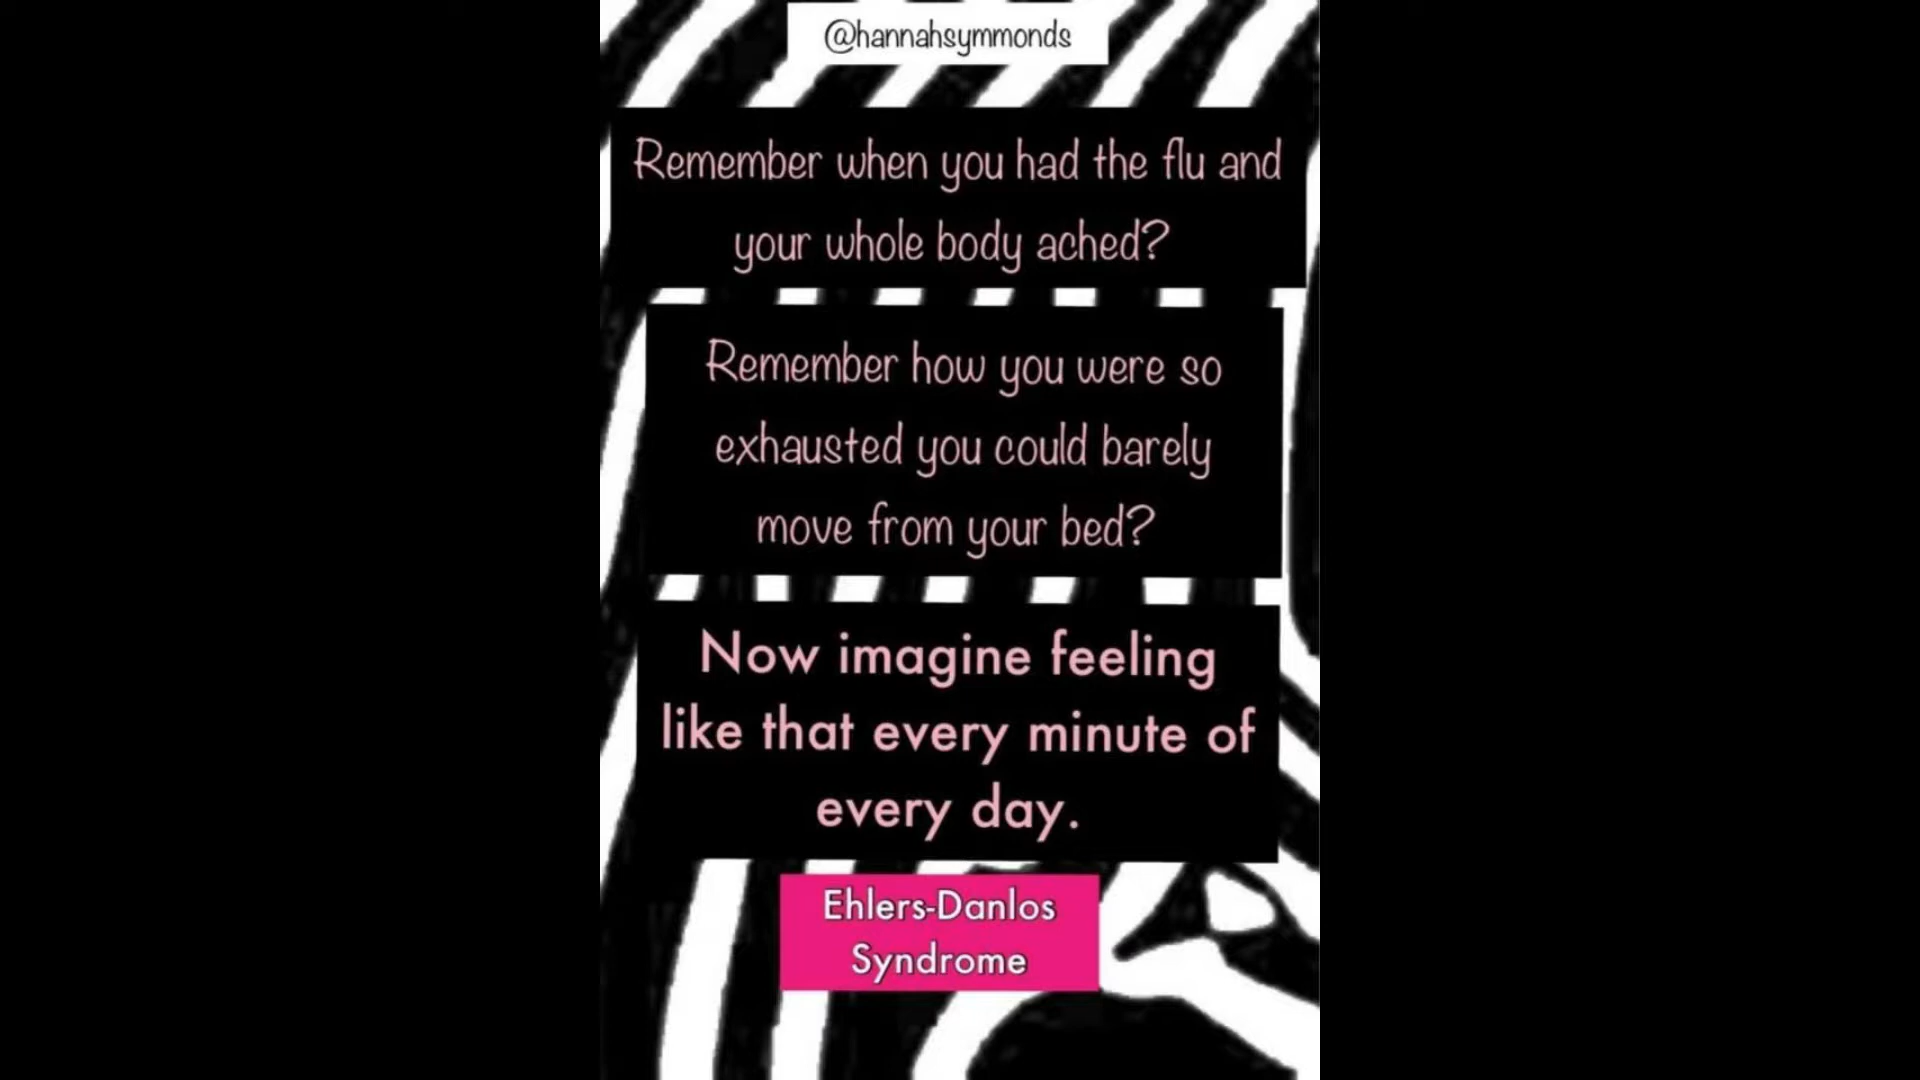 @hannahsymmonds
Remember when you had the flu and
your whole body ached?
Remember how you were so
exhausted you could barely
move from your bed?
Now imagine feeling
like that every minute of
every day.
Ehlers-Danlos
Syndrome